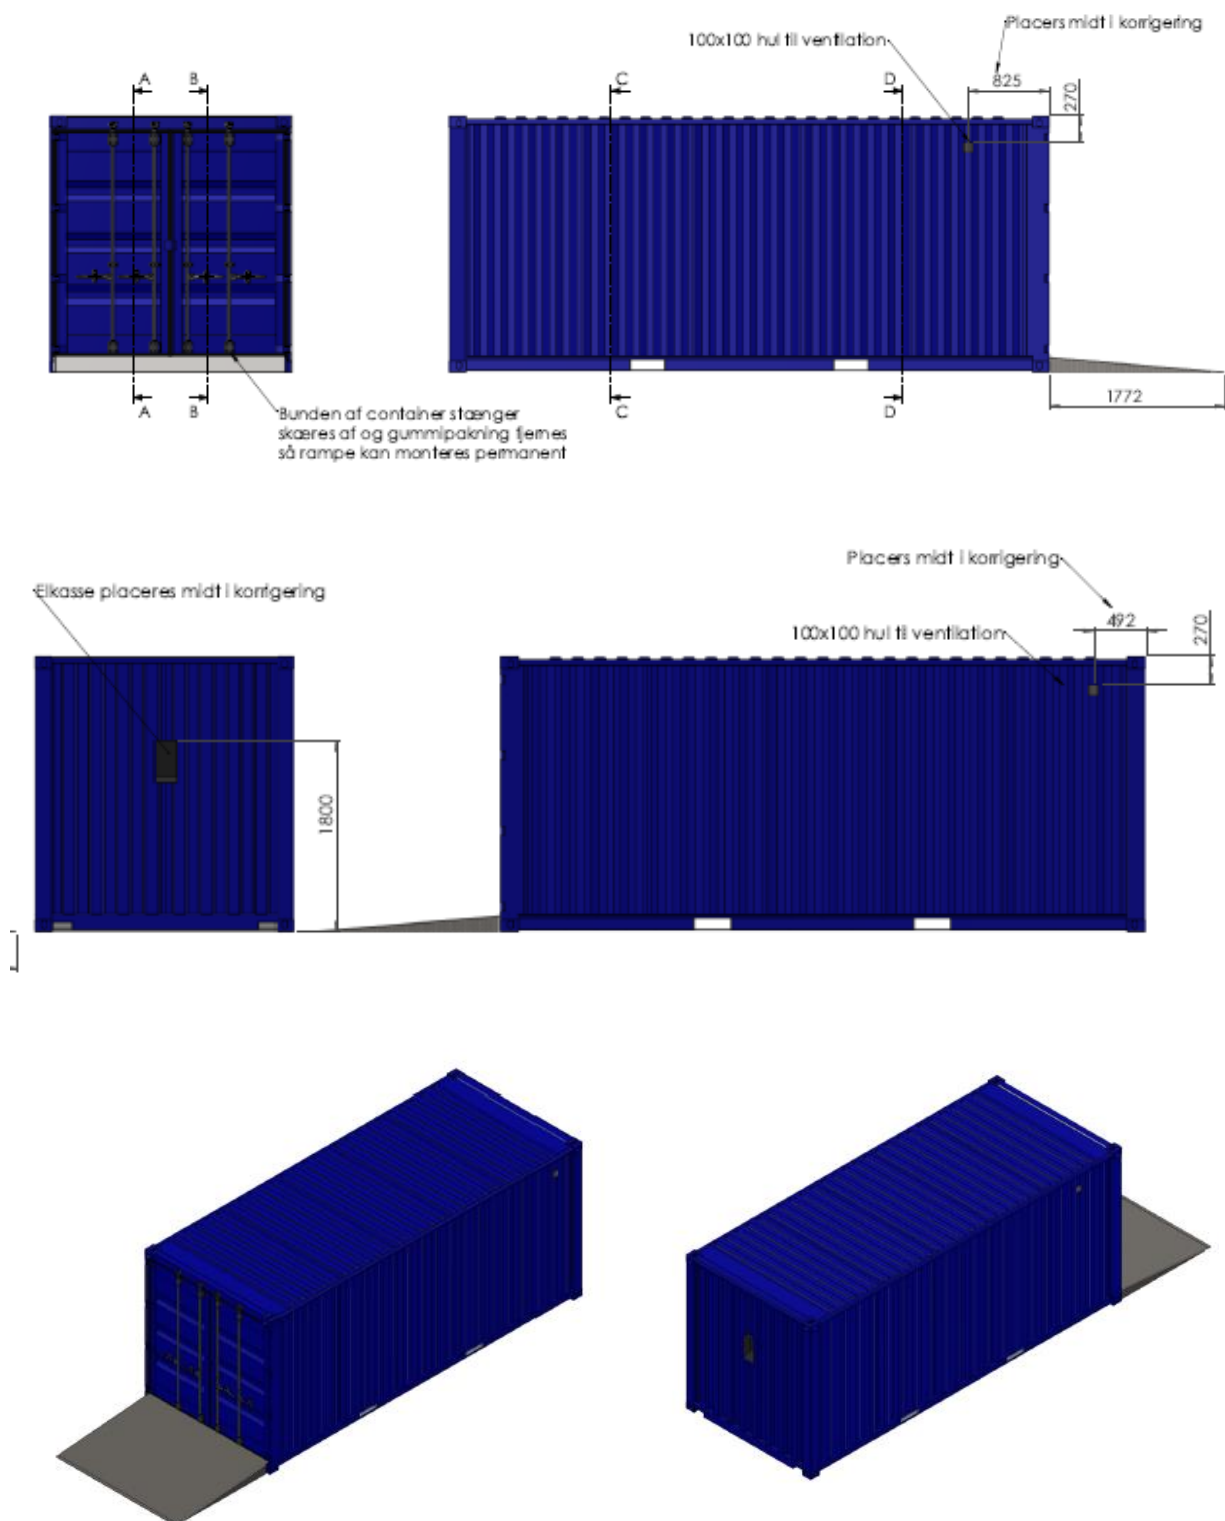 Placers midt i korrigering
100x100 hul til ventilation
A
B
C
D
825
270
A
B
C
D
1772
Bunden af container stænger
skæres af og gummipakning fjernes
så rampe kan monteres permanent
Placers midt i korrigering
Elkasse placeres midt i korrigering
492
270
100x100 hul til ventilation
1800